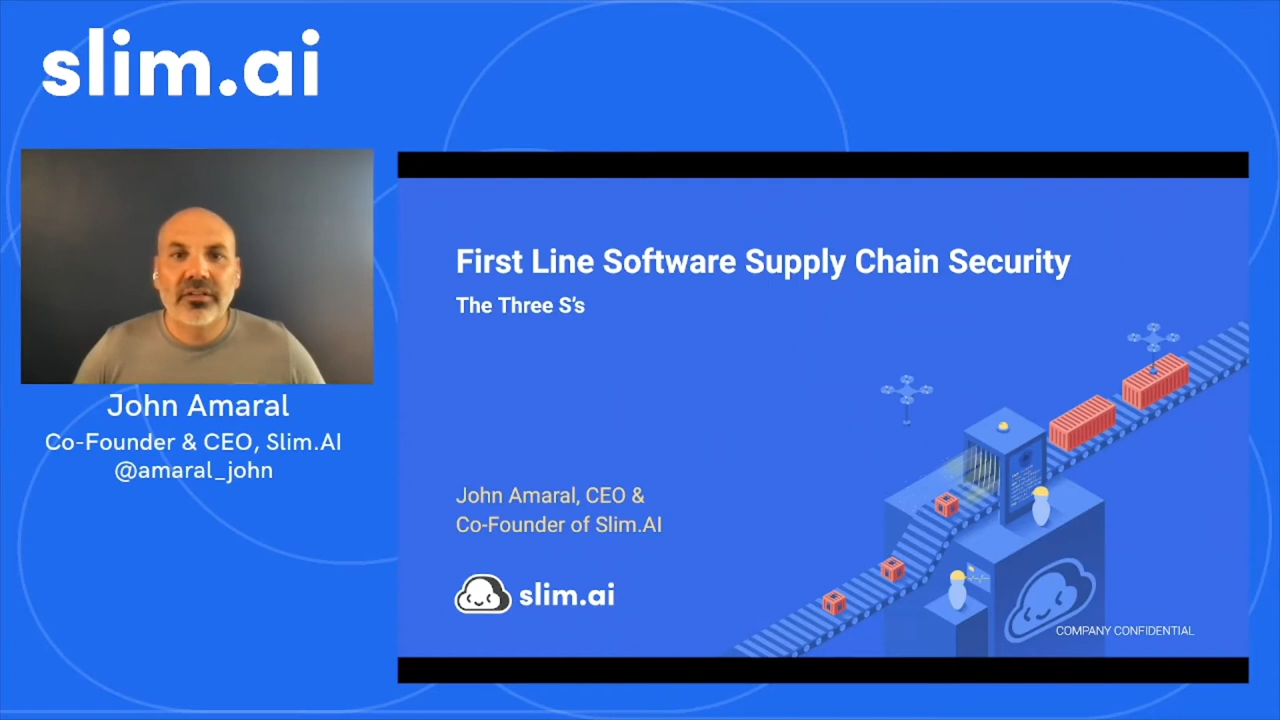 slim.ai
John Amaral
Co-Founder & CEO, Slim.AI
@amaral_john
First Line Software Supply Chain Security
The Three S's
John Amaral, CEO &
Co-Founder of Slim.AI
slim.ai
COMPANY CONFIDENTIAL